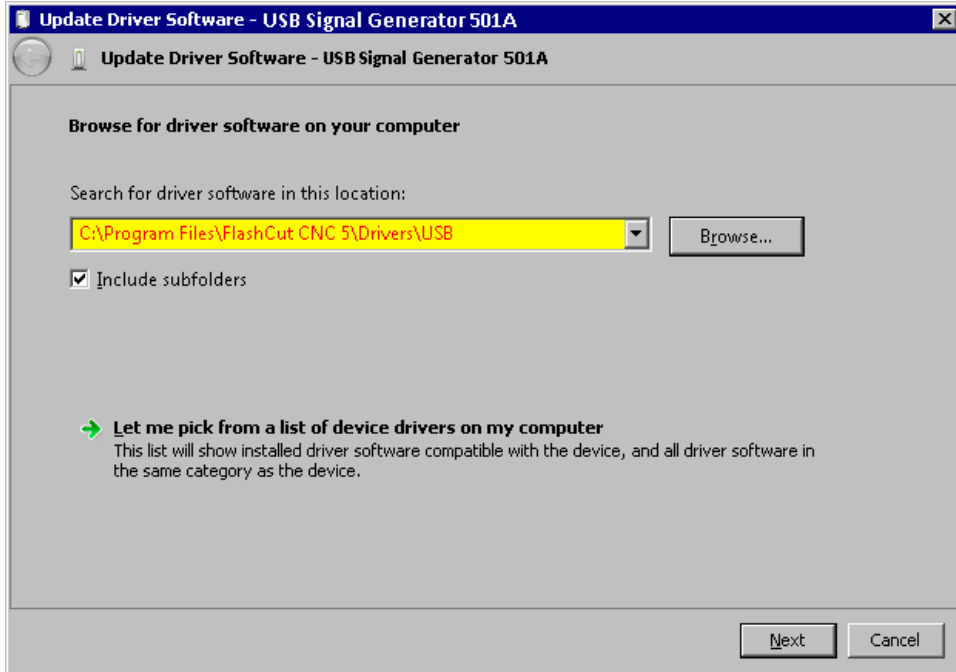 Update Driver Software - USB Signal Generator 501A
Update Driver Software - USB Signal Generator 501A
Browse for driver software on your computer
Search for driver software in this location:
C:\Program Files\FlashCut CNC 5\Drivers\USB
Browse...
Include subfolders
Let me pick from a list of device drivers on my computer
This list will show installed driver software compatible with the device, and all driver software in
the same category as the device.
Next
Cancel